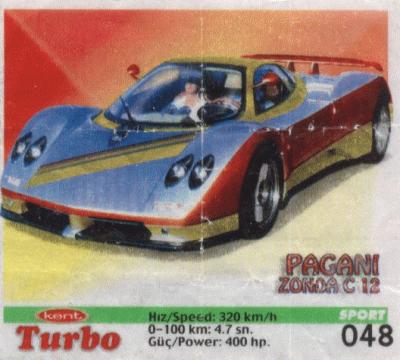 PAGANI
ZONDA C 12
kent
Turbo
Hız/Speed: 320 km/h
0-100 km: 4.7 sn.
Güç/Power: 400 hp.
SPORT
048